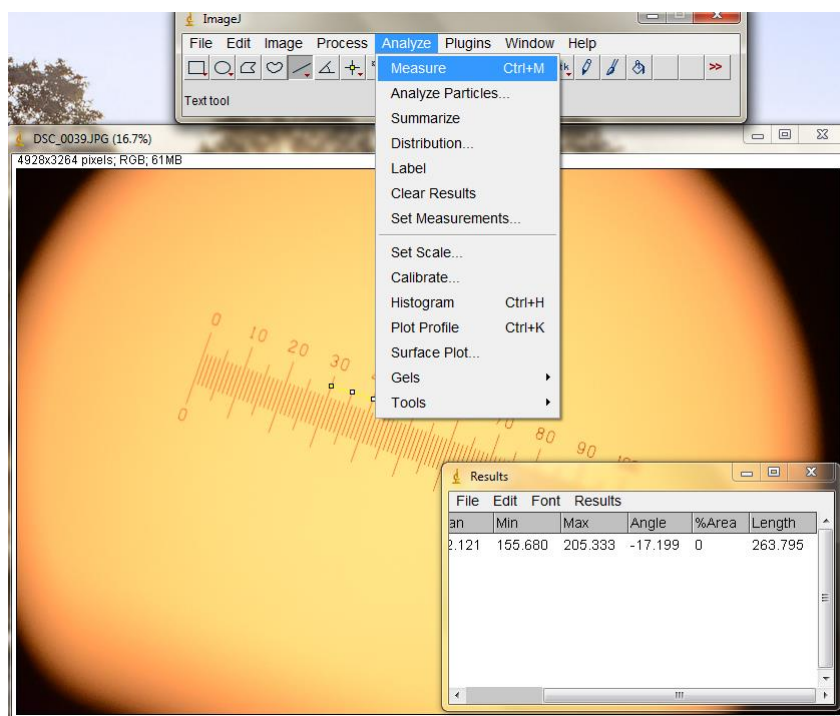 ImageJ
File Edit Image Process Analyze Plugins Window Help
Measure Ctrl+M
>>
Text tool
Analyze Particles...
Summarize
Distribution...
Label
Clear Results
Set Measurements...
Set Scale...
Calibrate...
Histogram Ctrl+H
Plot Profile Ctrl+K
Surface Plot...
Gels
Tools
DSC_0039.JPG (16.7%)
4928x3264 pixels; RGB; 61MB
0 10 20 30
0
80 90
Results
File Edit Font Results
an Min Max Angle %Area Length
2.121 155.680 205.333 -17.199 0 263.795